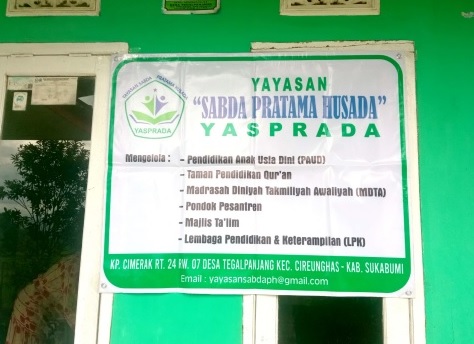 YAYASAN
"SABDA PRATAMA HUSADA"
YASPRADA
YASPRADA
Mengelola : - Pendidikan Anak Usia Dini (PAUD)
- Taman Pendidikan Qur'an
- Madrasah Diniyah Takmiliyah Awaliyah (MDTA)
- Pondok Pesantren
- Majlis Ta'lim
- Lembaga Pendidikan & Keterampilan (LPK)
KP. CIMERAK RT. 24 RW. 07 DESA TEGALPANJANG KEC. CIREUNGHAS - KAB. SUKABUMI
Email : yayasansabdaph@gmail.com